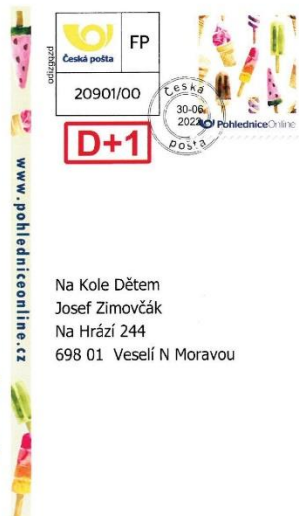 Česká pošta
FP
20901/00
odizgbzd
D+1
Česká
30-06
2022
pošta
PohledniceOnline
www.pohledniceonline.cz
Na Kole Dětem
Josef Zimovčák
Na Hrází 244
698 01 Veselí N Moravou